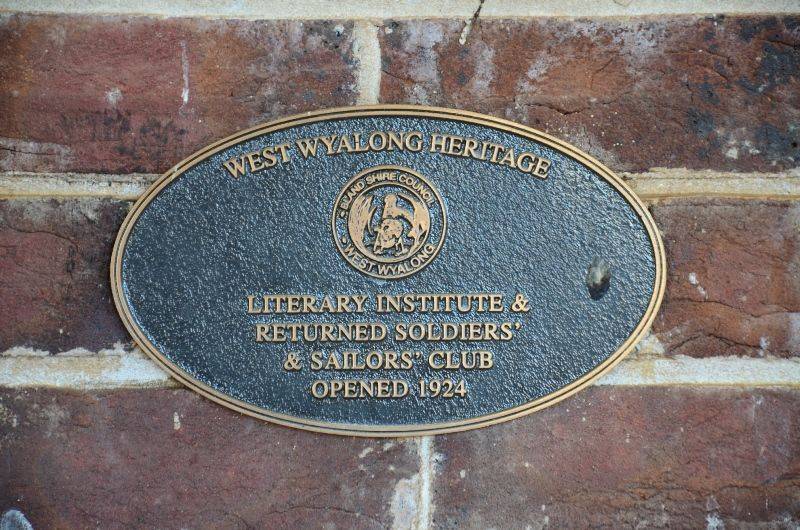 WEST WYALONG HERITAGE
BLAND SHIRE COUNCIL
WEST WYALONG
LITERARY INSTITUTE &
RETURNED SOLDIERS'
& SAILORS' CLUB
OPENED 1924